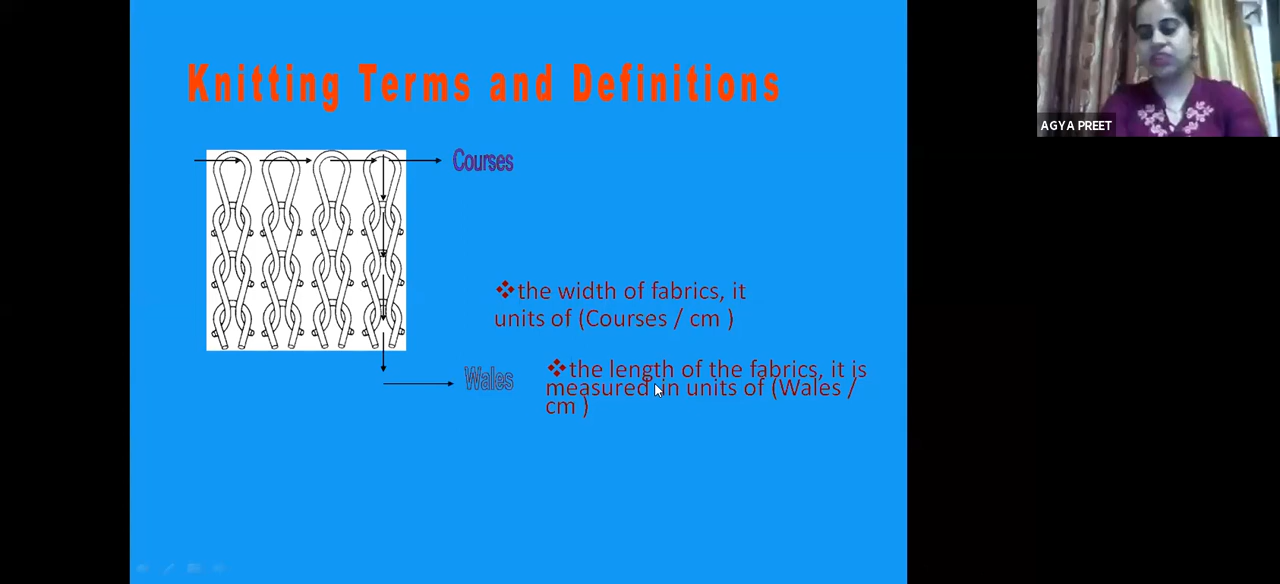 AGYA PREET
Knitting Terms and Definitions
Courses
❖the width of fabrics, it
units of (Courses / cm )
Wales
❖the length of the fabrics, it is
measured in units of (Wales /
cm )